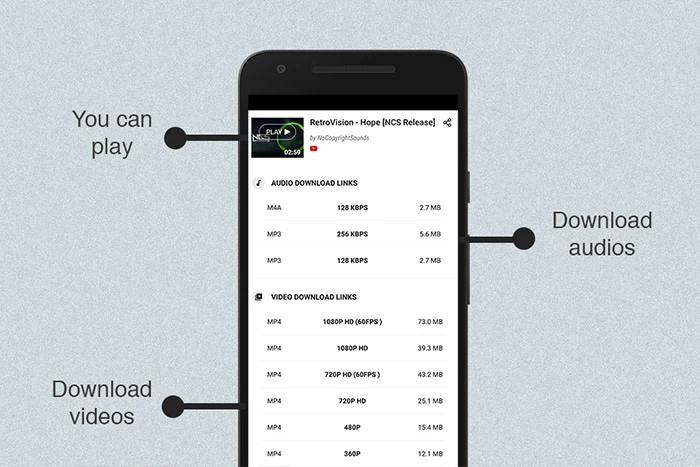 You can
play
PLAY
NCS
02:59
RetroVision - Hope [NCS Release]
by NoCopyrightSounds
AUDIO DOWNLOAD LINKS
M4A 128 KBPS 2.7 MB
MP3 256 KBPS 5.6 MB
MP3 128 KBPS 2.7 MB
Download
audios
VIDEO DOWNLOAD LINKS
MP4 1080P HD (60FPS ) 73.0 MB
MP4 1080P HD 39.3 MB
MP4 720P HD (60FPS ) 43.2 MB
MP4 720P HD 25.1 MB
MP4 480P 15.4 MB
MP4 360P 12.1 MB
Download
videos